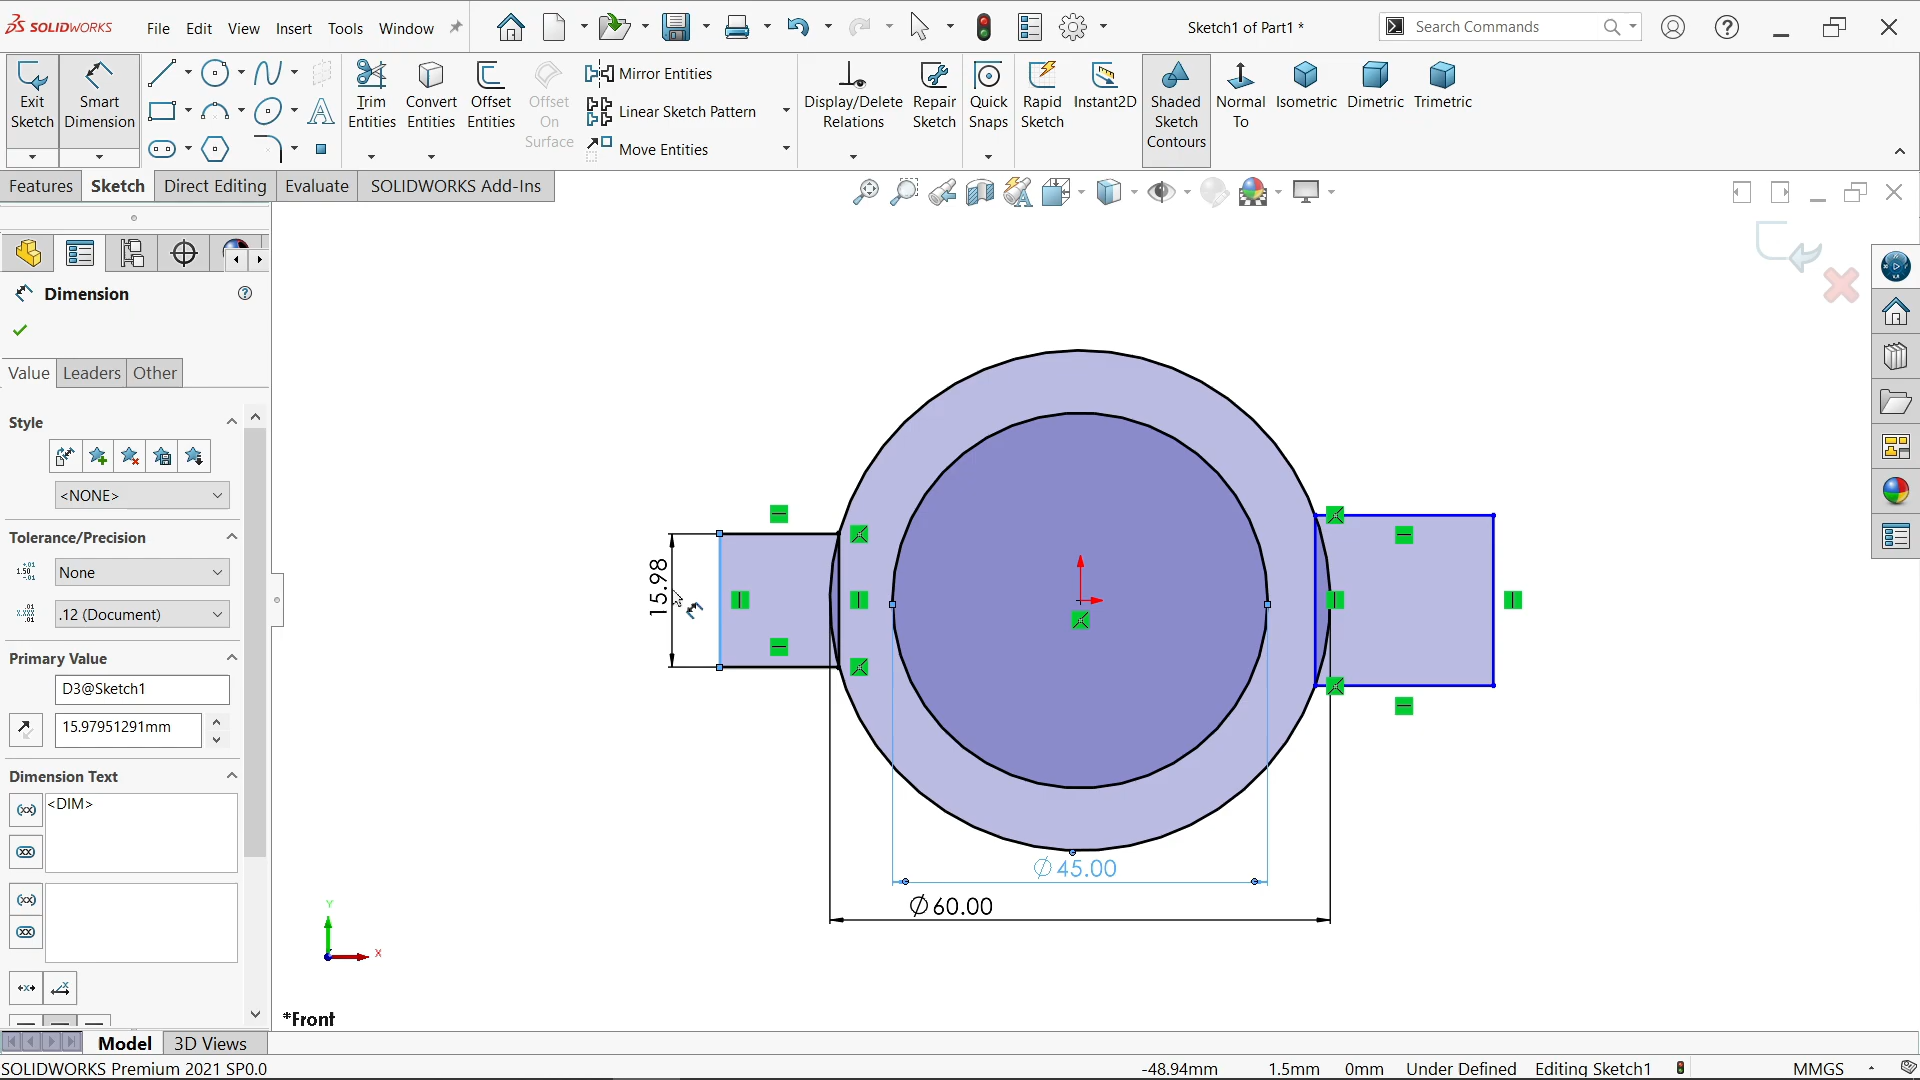 SOLIDWORKS File Edit View Insert Tools Window
Sketch1 of Part1 *
Search Commands
Exit Sketch
Smart Dimension
Trim Entities
Convert Entities
Offset Entities
Offset On Surface
Mirror Entities
Linear Sketch Pattern
Move Entities
Display/Delete Relations
Repair Sketch
Quick Snaps
Rapid Sketch
Instant2D
Shaded Sketch Contours
Normal To
Isometric
Dimetric
Trimetric
Features Sketch Direct Editing Evaluate SOLIDWORKS Add-Ins
Dimension
Value Leaders Other
Style
<NONE>
Tolerance/Precision
None
.12 (Document)
Primary Value
D3@Sketch1
15.97951291mm
Dimension Text
<DIM>
15.98
∅45.00
∅60.00
Y
X
*Front
Model 3D Views
SOLIDWORKS Premium 2021 SP0.0
-48.94mm 1.5mm 0mm Under Defined Editing Sketch1 MMGS